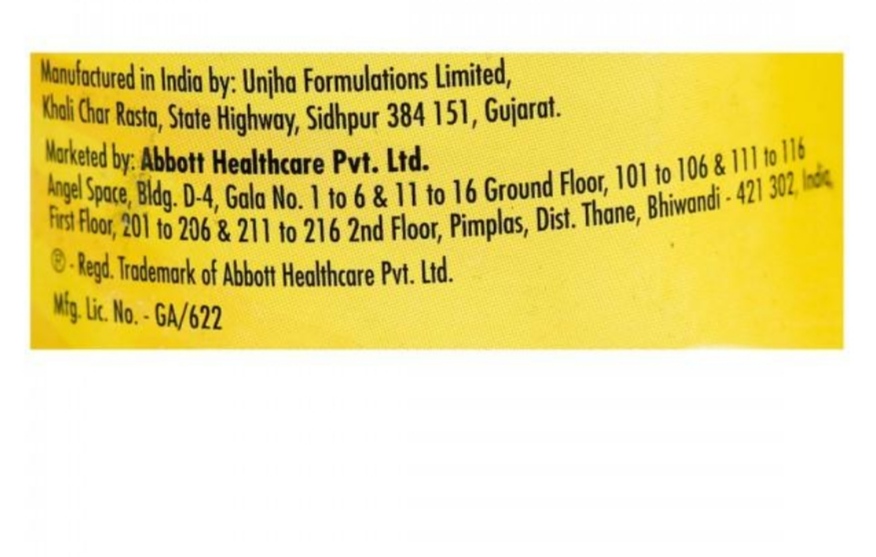 Manufactured in India by: Unjha Formulations Limited,
Khali Char Rasta, State Highway, Sidhpur 384 151, Gujarat.
Marketed by: Abbott Healthcare Pvt. Ltd.
Angel Space, Bldg. D-4, Gala No. 1 to 6 & 11 to 16 Ground Floor, 101 to 106 & 111 to 116
First Floor, 201 to 206 & 211 to 216 2nd Floor, Pimplas, Dist. Thane, Bhiwandi - 421 302, India,
® - Regd. Trademark of Abbott Healthcare Pvt. Ltd.
Mfg. Lic. No. - GA/622